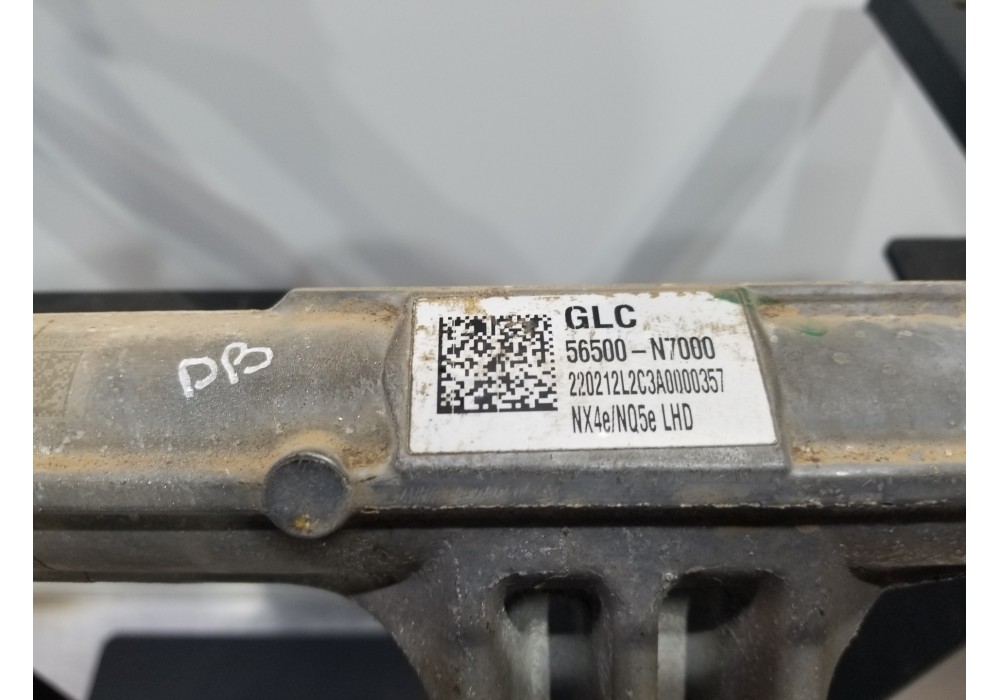 GLC
56500-N7000
220212L2C3A0000357
NX4e/NQ5e LHD
DB